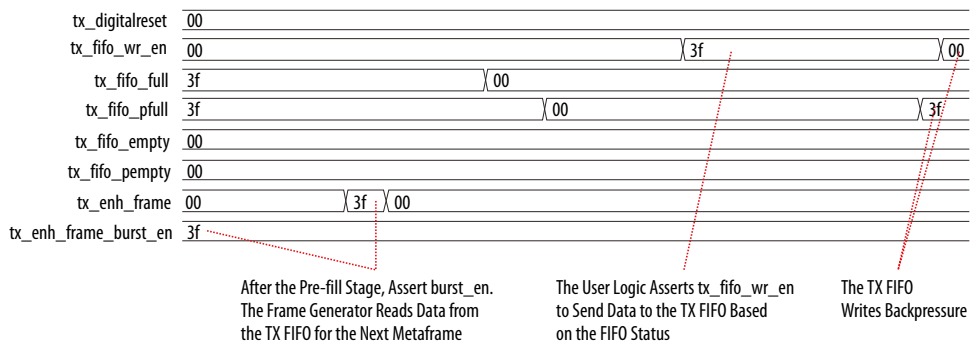 tx_digitalreset 00
tx_fifo_wr_en 00 3f 00
tx_fifo_full 3f 00
tx_fifo_pfull 3f 00 3f
tx_fifo_empty 00
tx_fifo_pempty 00
tx_enh_frame 00 3f 00
tx_enh_frame_burst_en 3f
After the Pre-fill Stage, Assert burst_en.
The Frame Generator Reads Data from
the TX FIFO for the Next Metaframe
The User Logic Asserts tx_fifo_wr_en
to Send Data to the TX FIFO Based
on the FIFO Status
The TX FIFO
Writes Backpressure